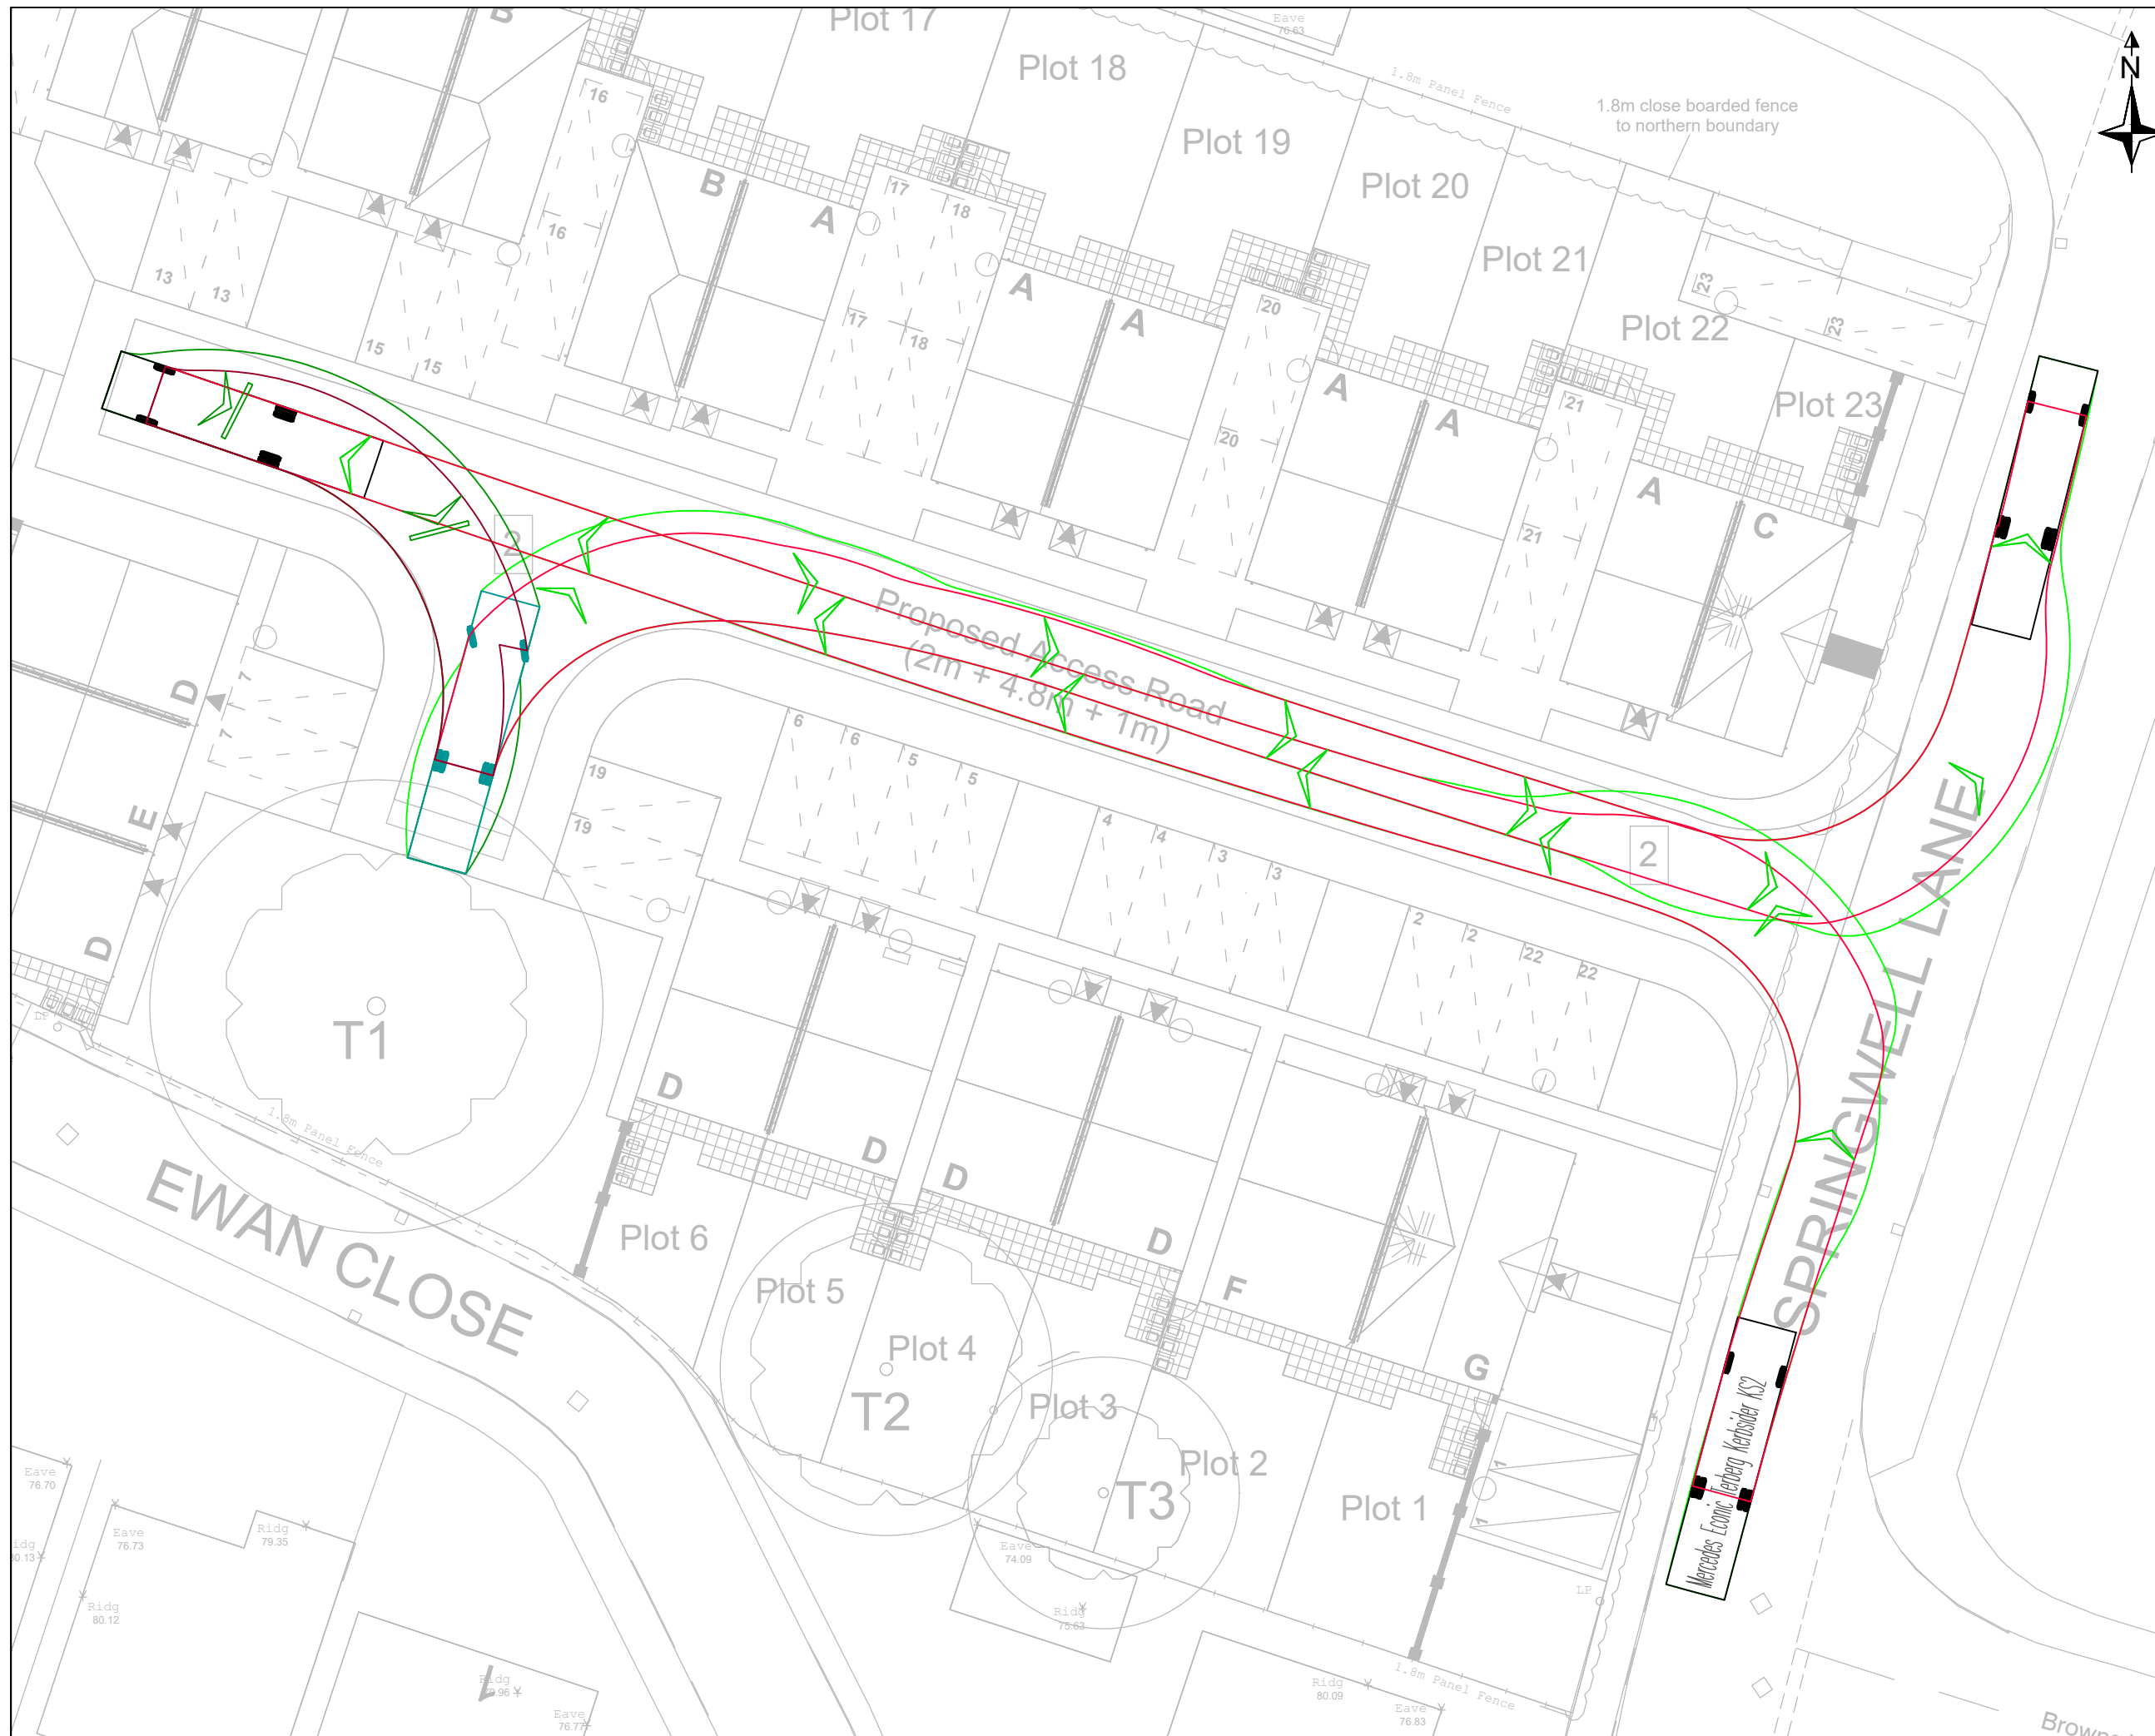 B
Plot 17
Eave
76.63
Plot 18
1.8m Panel Fence
1.8m close boarded fence
to northern boundary
N
16
Plot 19
B
A
17
18
Plot 20
16
Plot 21
13
13
A
A
20
23
23
Plot 22
17
18
15
15
A
A
21
Plot 23
20
A
C
21
2
Proposed Access Road
(2m + 4.8m + 1m)
D
7
7
6
6
5
5
19
19
E
4
4
3
3
2
SPRINGWELL LANE
D
2
2
22
22
LP
T1
D
1.8m Panel Fence
D
D
D
EWAN CLOSE
Plot 6
Plot 5
F
Plot 4
G
T2
Plot 3
Plot 2
T3
Plot 1
1
1
Mercedes Econic Terberg Kerbsider KS2
Eave
76.70
Eave
76.73
Ridg
79.35
Eave
74.09
Ridg
80.12
Ridg
75.63
LP
1.8m Panel Fence
Ridg
80.09
Eave
76.83
Eave
76.77